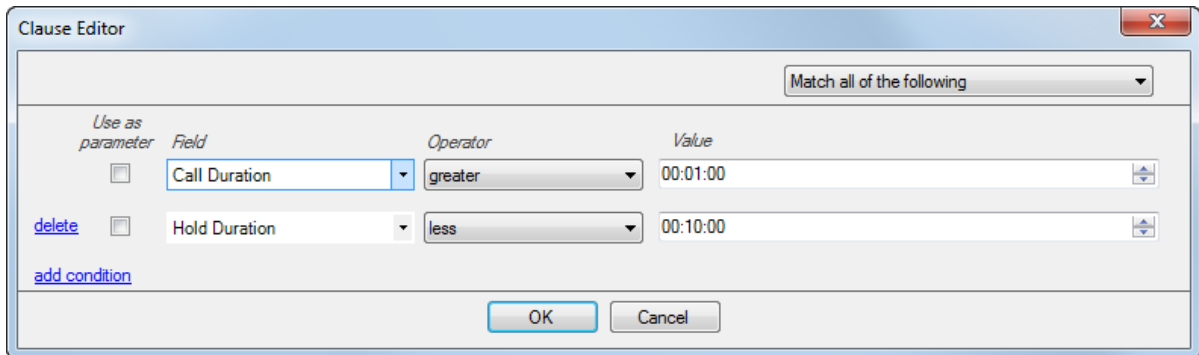 Clause Editor
x
Match all of the following
Use as parameter Field Operator Value
Call Duration greater 00:01:00
delete Hold Duration less 00:10:00
add condition
OK Cancel